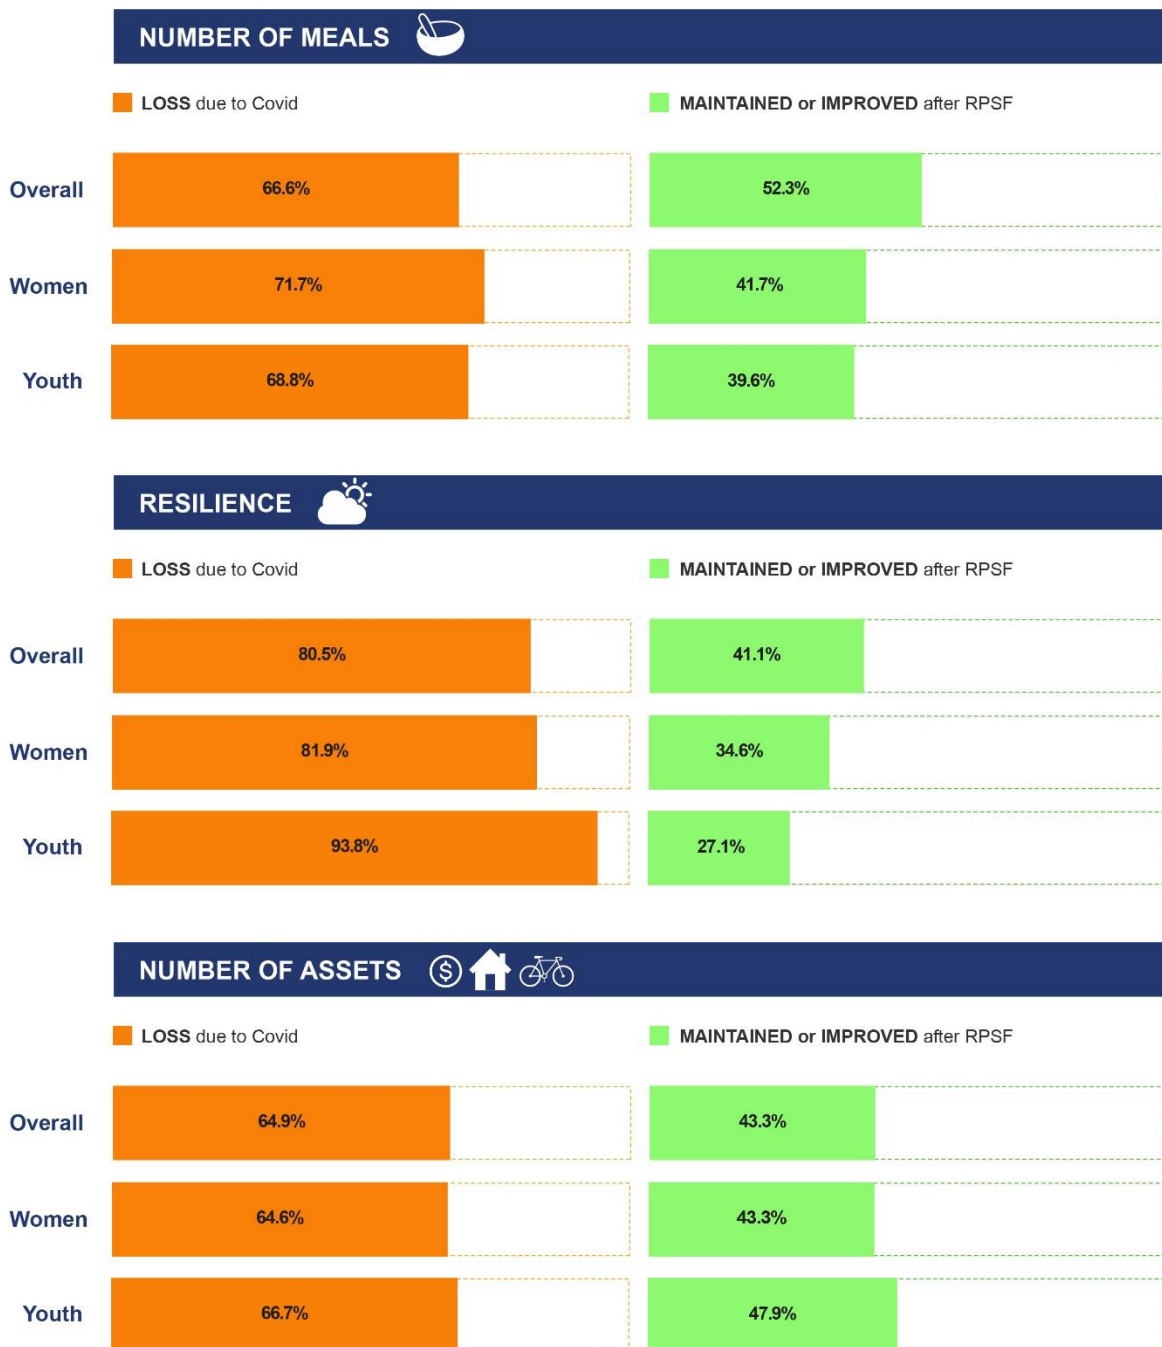 NUMBER OF MEALS
LOSS due to Covid MAINTAINED or IMPROVED after RPSF
Overall 66.6% 52.3%
Women 71.7% 41.7%
Youth 68.8% 39.6%
RESILIENCE
LOSS due to Covid MAINTAINED or IMPROVED after RPSF
Overall 80.5% 41.1%
Women 81.9% 34.6%
Youth 93.8% 27.1%
NUMBER OF ASSETS $
LOSS due to Covid MAINTAINED or IMPROVED after RPSF
Overall 64.9% 43.3%
Women 64.6% 43.3%
Youth 66.7% 47.9%